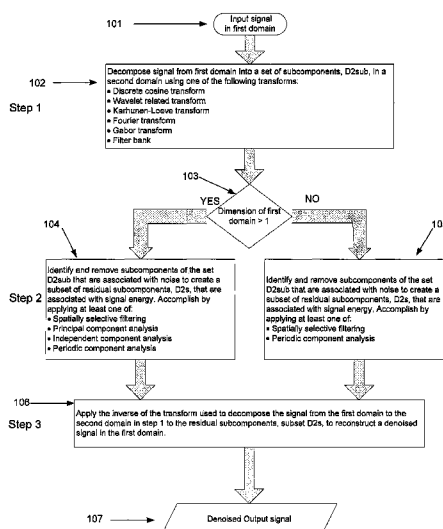 101
Input signal
in first domain
102
Step 1
Decompose signal from first domain into a set of subcomponents, D2sub, in a
second domain using one of the following transforms:
• Discrete cosine transform
• Wavelet related transform
• Karhunen-Loeve transform
• Fourier transform
• Gabor transform
• Filter bank
103
YES
Dimension of first
domain > 1
NO
104
10
Step 2
Identify and remove subcomponents of the set
D2sub that are associated with noise to create a
subset of residual subcomponents, D2s, that are
associated with signal energy. Accomplish by
applying at least one of:
• Spatially selective filtering
• Principal component analysis
• Independent component analysis
• Periodic component analysis
Identify and remove subcomponents of the set
D2sub that are associated with noise to create a
subset of residual subcomponents, D2s, that are
associated with signal energy. Accomplish by
applying at least one of:
• Spatially selective filtering
• Periodic component analysis
106
Step 3
Apply the inverse of the transform used to decompose the signal from the first domain to the
second domain in step 1 to the residual subcomponents, subset D2s, to reconstruct a denoised
signal in the first domain.
107
Denoised Output signal